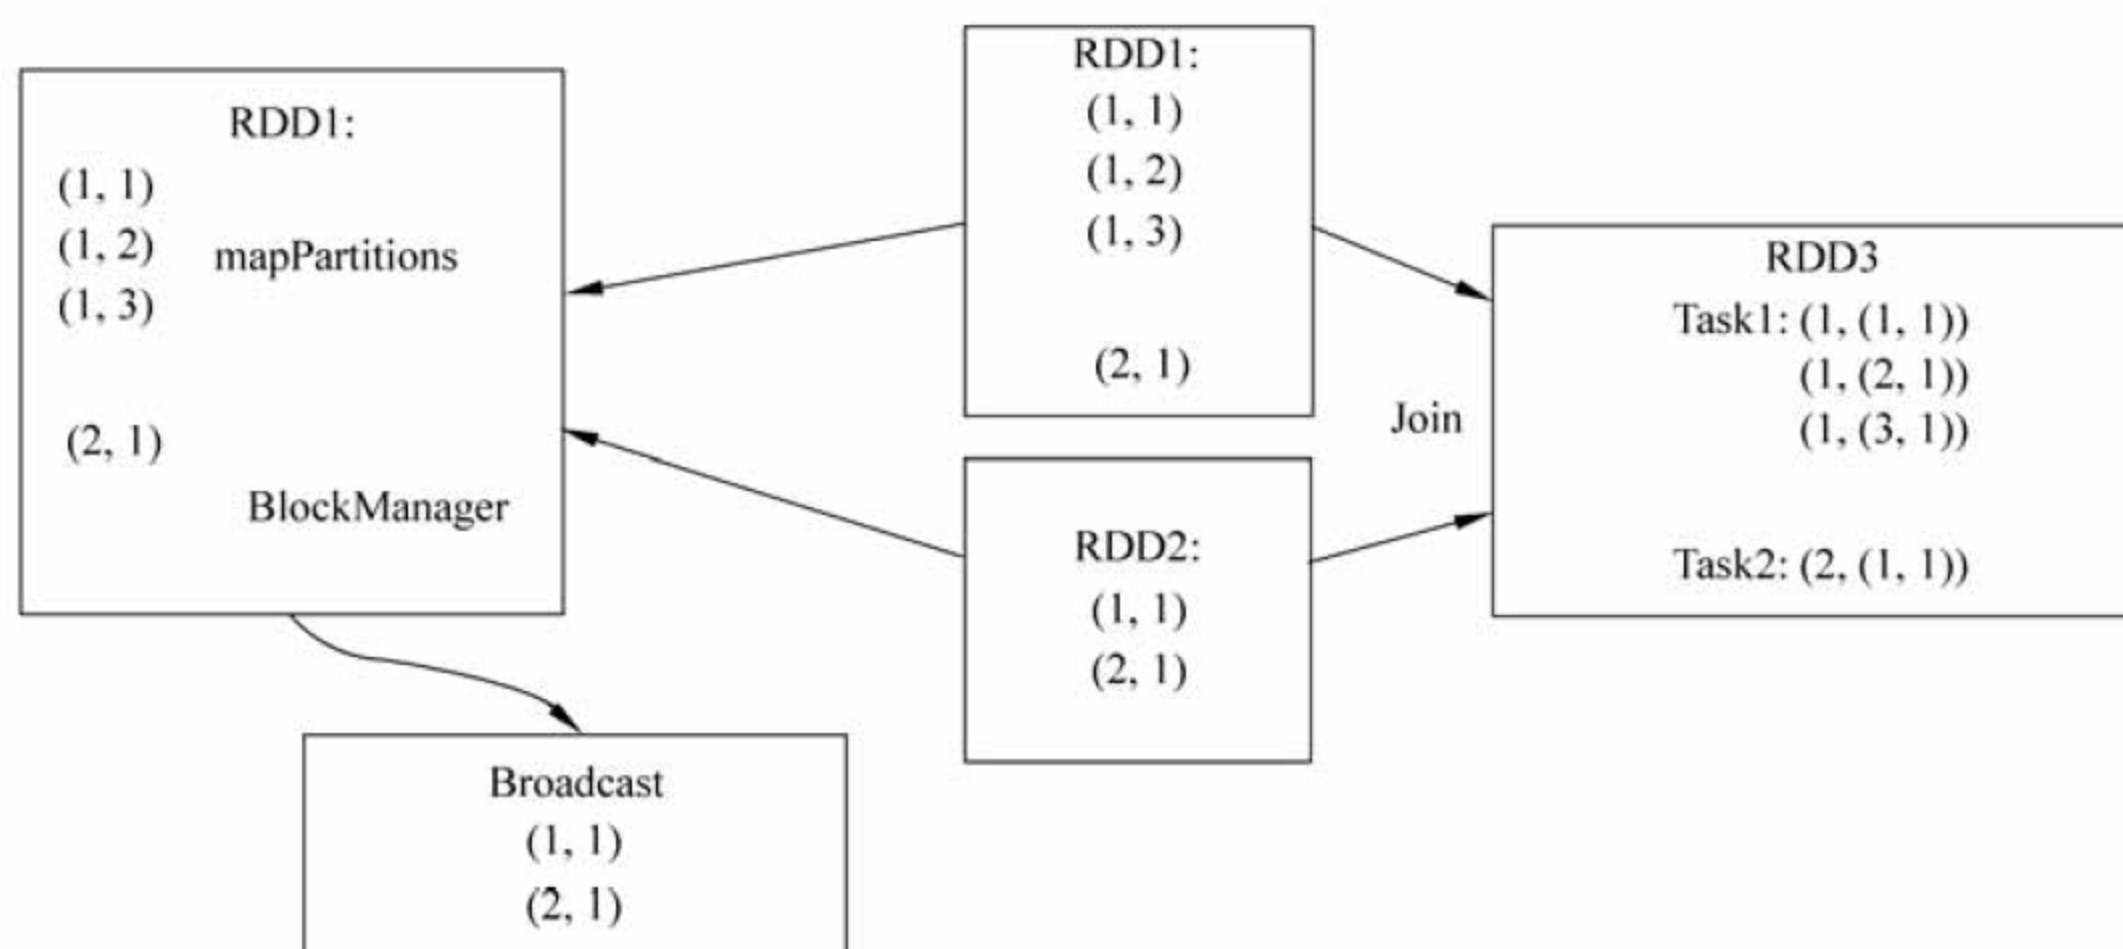 RDD1:
(1, 1)
(1, 2)
mapPartitions
(1, 3)
(2, 1)
BlockManager
RDD1:
(1, 1)
(1, 2)
(1, 3)
(2, 1)
RDD2:
(1, 1)
(2, 1)
Join
RDD3
Task1: (1, (1, 1))
(1, (2, 1))
(1, (3, 1))
Task2: (2, (1, 1))
Broadcast
(1, 1)
(2, 1)